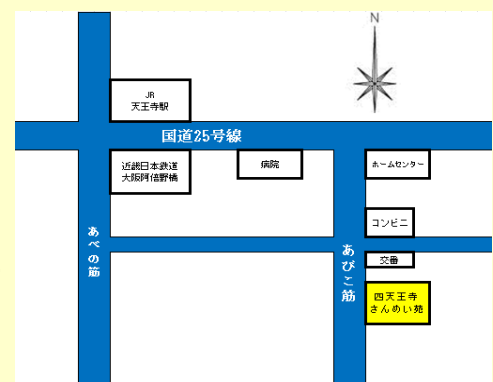 N
JR
天王寺駅
国道25号線
近畿日本鉄道
大阪阿倍野橋
病院
ホームセンター
コンビニ
あべの筋
あびこ筋
交番
四天王寺
さんめい苑